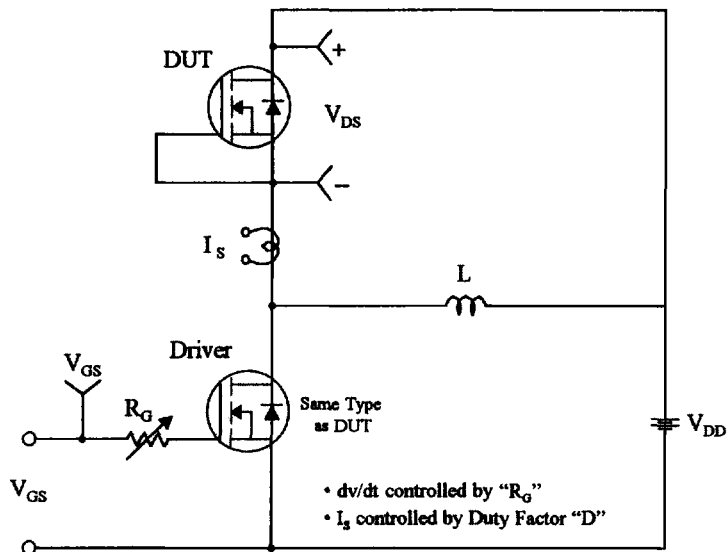 DUT
+
V_DS
−
I_S
L
Driver
V_GS
R_G
Same Type
as DUT
V_DD
V_GS
• dv/dt controlled by “R_G”
• I_S controlled by Duty Factor “D”